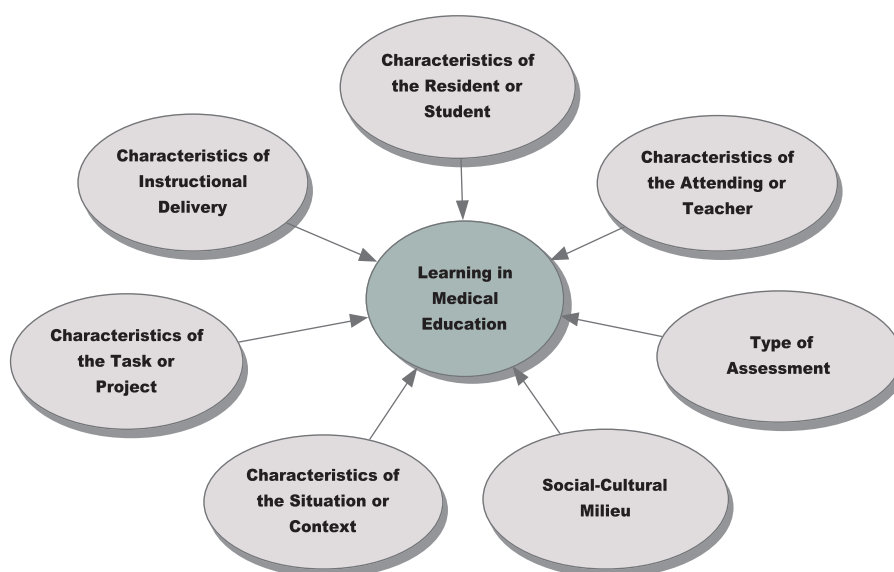 Characteristics of
the Resident or
Student
Characteristics of
Instructional
Delivery
Characteristics of
the Attending or
Teacher
Learning in
Medical
Education
Characteristics of
the Task or
Project
Type of
Assessment
Characteristics of
the Situation or
Context
Social-Cultural
Milieu